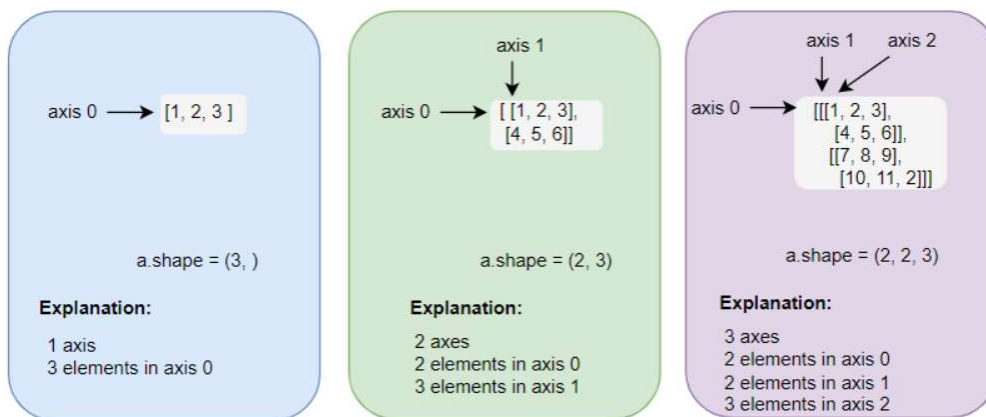 axis 0
[1, 2, 3 ]
a.shape = (3, )
Explanation:
1 axis
3 elements in axis 0
axis 1
axis 0
[ [1, 2, 3],
[4, 5, 6]]
a.shape = (2, 3)
Explanation:
2 axes
2 elements in axis 0
3 elements in axis 1
axis 1
axis 2
axis 0
[[[1, 2, 3],
[4, 5, 6]],
[[7, 8, 9],
[10, 11, 2]]]
a.shape = (2, 2, 3)
Explanation:
3 axes
2 elements in axis 0
2 elements in axis 1
3 elements in axis 2